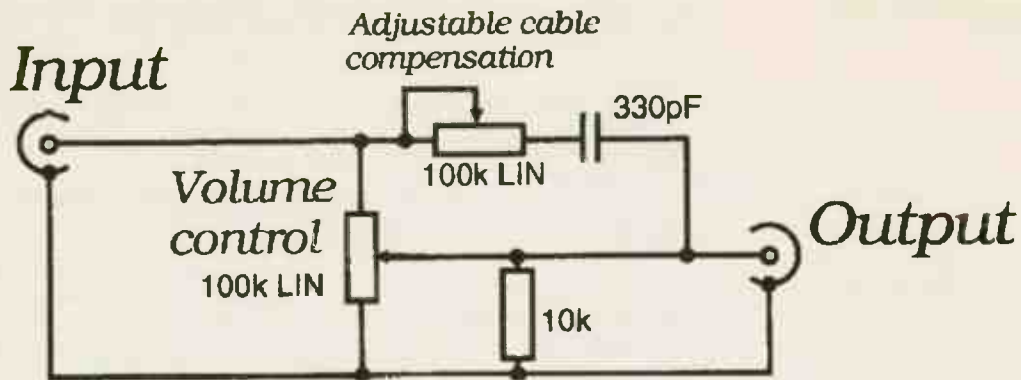 Adjustable cable
compensation
Input
330pF
100k LIN
Volume
control
100k LIN
Output
10k